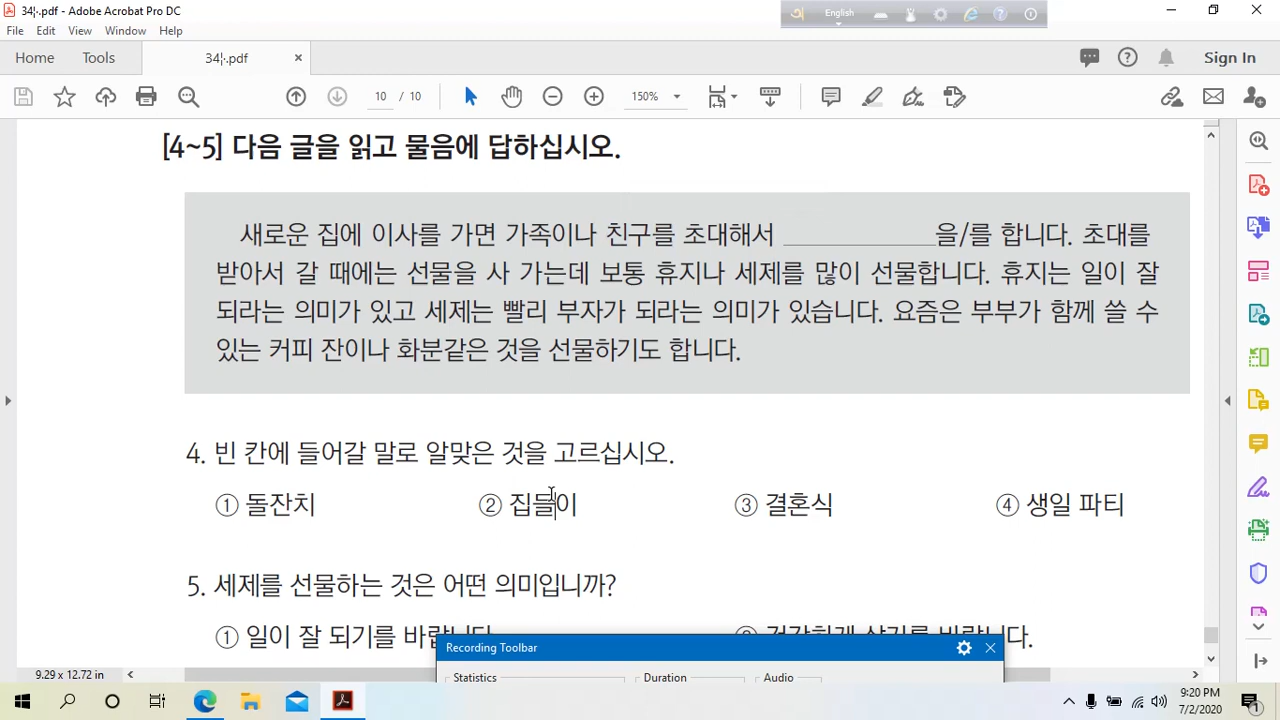 34¦·.pdf - Adobe Acrobat Pro DC
English
File Edit View Window Help
Home Tools 34¦·.pdf × Sign In
10 / 10 150%
[4~5] 다음 글을 읽고 물음에 답하십시오.
새로운 집에 이사를 가면 가족이나 친구를 초대해서 ____________을/를 합니다. 초대를
받아서 갈 때에는 선물을 사 가는데 보통 휴지나 세제를 많이 선물합니다. 휴지는 일이 잘
되라는 의미가 있고 세제는 빨리 부자가 되라는 의미가 있습니다. 요즘은 부부가 함께 쓸 수
있는 커피 잔이나 화분같은 것을 선물하기도 합니다.
4. 빈 칸에 들어갈 말로 알맞은 것을 고르십시오.
① 돌잔치 ② 집들이 ③ 결혼식 ④ 생일 파티
5. 세제를 선물하는 것은 어떤 의미입니까?
① 일이 잘 되기를 바랍니다. ② 건강하게 살기를 바랍니다.
Recording Toolbar
Statistics Duration Audio
9.29 x 12.72 in
9:20 PM
7/2/2020